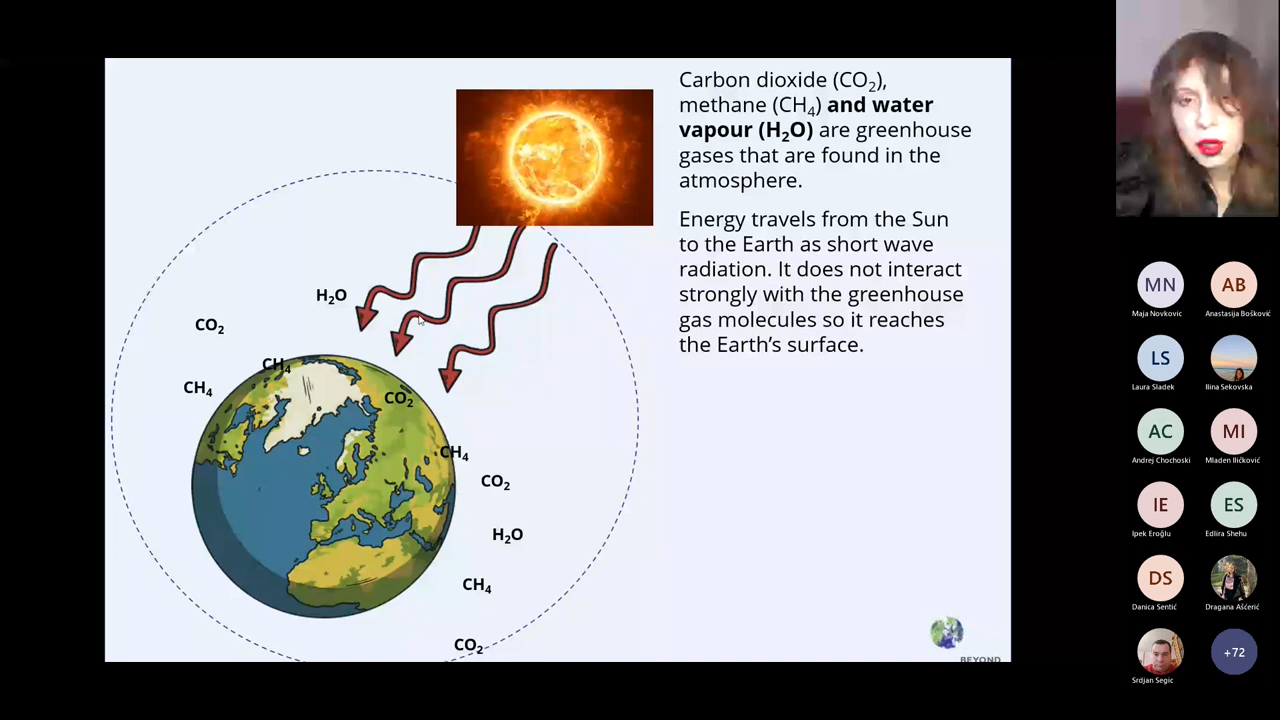 Carbon dioxide (CO₂),
methane (CH₄) and water
vapour (H₂O) are greenhouse
gases that are found in the
atmosphere.
Energy travels from the Sun
to the Earth as short wave
radiation. It does not interact
strongly with the greenhouse
gas molecules so it reaches
the Earth’s surface.
H₂O
CO₂
CH₄
CH₄
CO₂
CH₄
CO₂
H₂O
CH₄
CO₂
BEYOND
MN
Maja Novkovic
AB
Anastasija Bošković
LS
Laura Sladek
Ilina Sekovska
AC
Andrej Chochoski
MI
Mladen Iličković
IE
Ipek Eroğlu
ES
Edlira Shehu
DS
Danica Sentić
Dragana Ašćerić
Srdjan Segic
+72